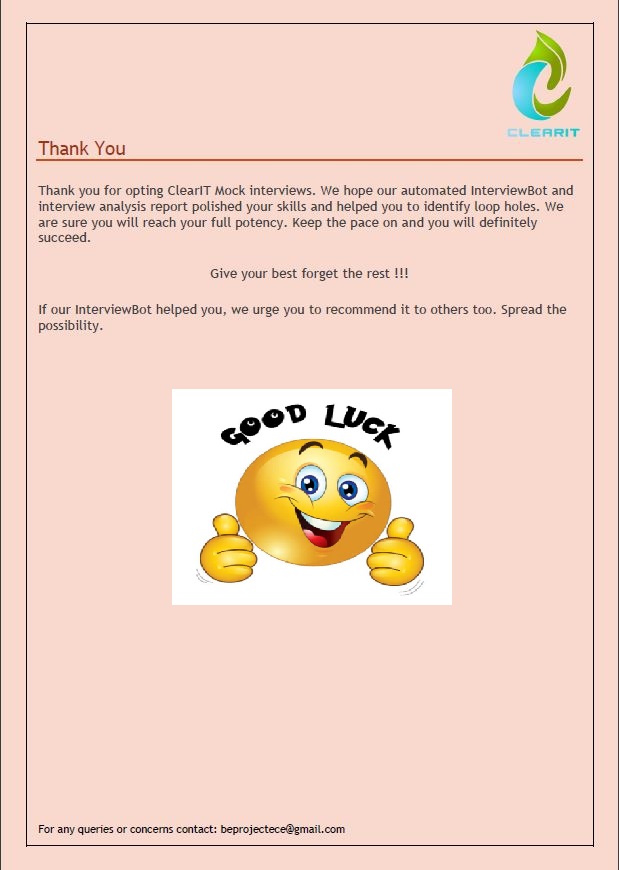 CLEARIT
Thank You
Thank you for opting ClearIT Mock interviews. We hope our automated InterviewBot and
interview analysis report polished your skills and helped you to identify loop holes. We
are sure you will reach your full potency. Keep the pace on and you will definitely
succeed.
Give your best forget the rest !!!
If our InterviewBot helped you, we urge you to recommend it to others too. Spread the
possibility.
GOOD LUCK
For any queries or concerns contact: beprojectece@gmail.com